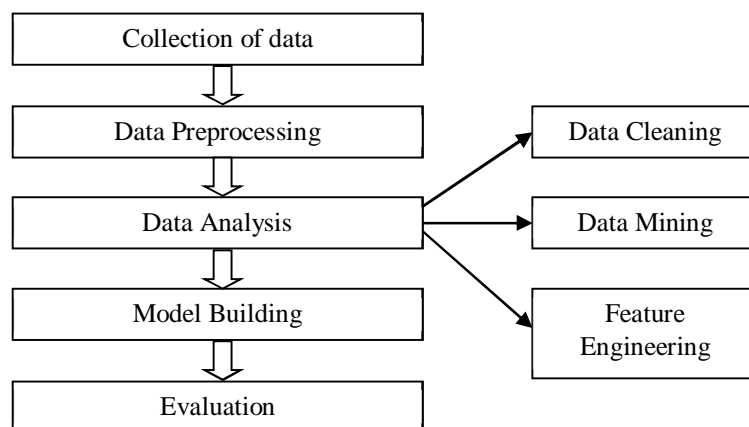 Collection of data
Data Preprocessing
Data Cleaning
Data Analysis
Data Mining
Model Building
Feature
Engineering
Evaluation